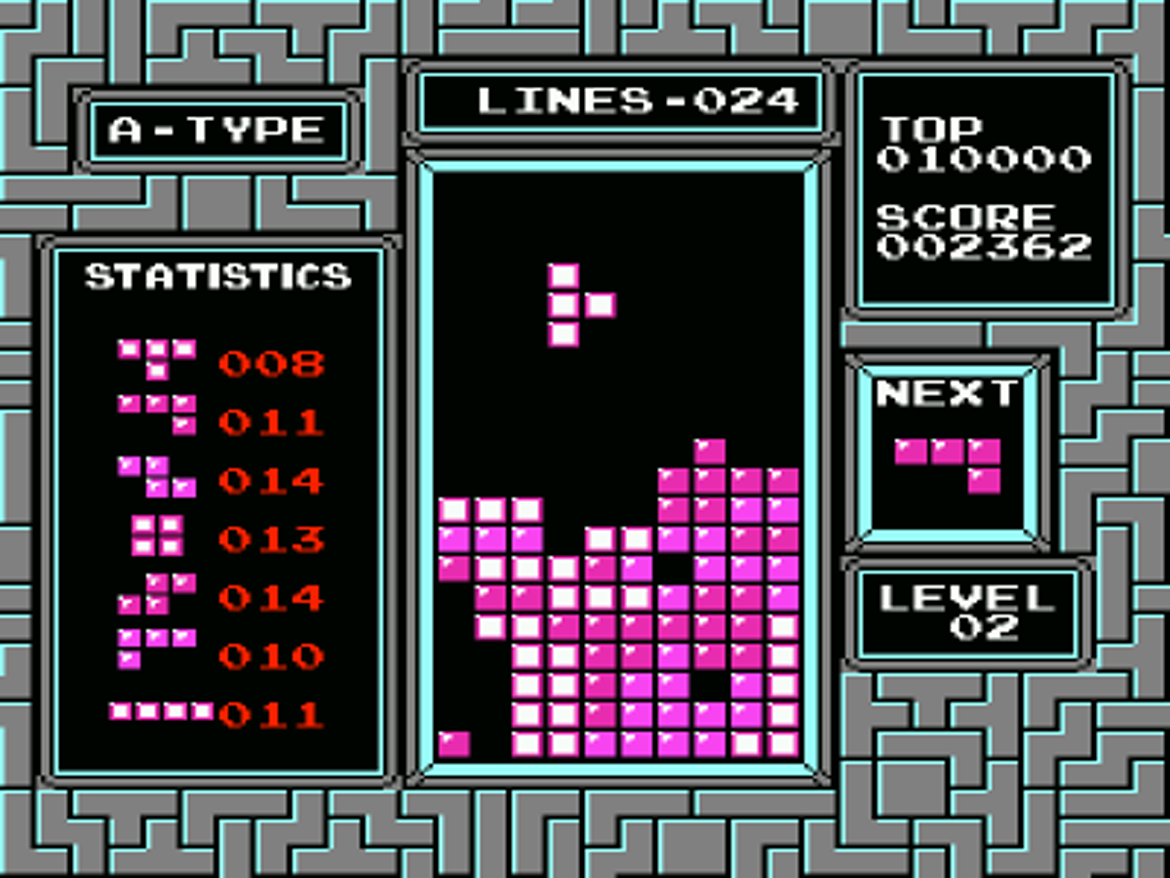 A-TYPE
LINES-024
TOP
010000
SCORE
002362
STATISTICS
008
011
014
013
014
010
011
NEXT
LEVEL
02